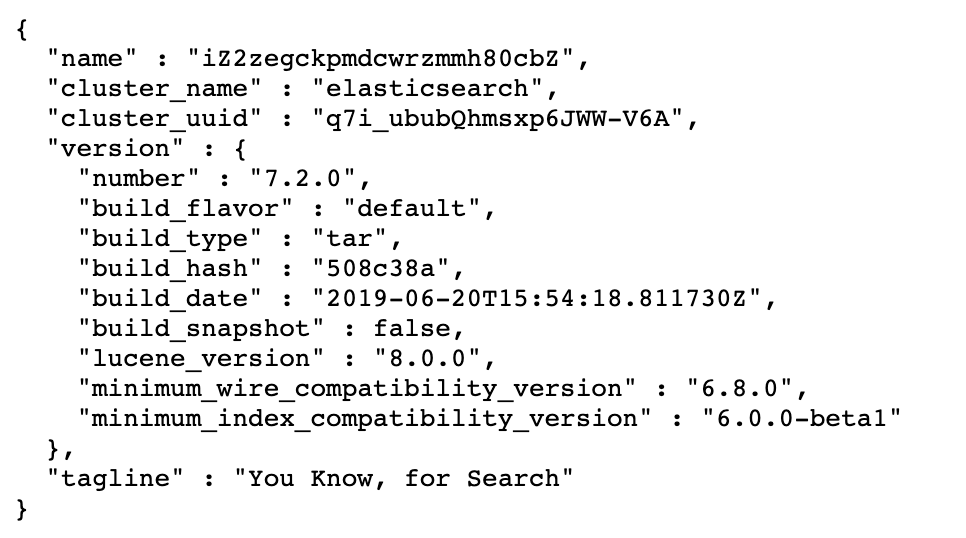 {
  "name" : "iZ2zegckpmdcwrzmmh80cbZ",
  "cluster_name" : "elasticsearch",
  "cluster_uuid" : "q7i_ububQhmsxp6JWW-V6A",
  "version" : {
    "number" : "7.2.0",
    "build_flavor" : "default",
    "build_type" : "tar",
    "build_hash" : "508c38a",
    "build_date" : "2019-06-20T15:54:18.811730Z",
    "build_snapshot" : false,
    "lucene_version" : "8.0.0",
    "minimum_wire_compatibility_version" : "6.8.0",
    "minimum_index_compatibility_version" : "6.0.0-beta1"
  },
  "tagline" : "You Know, for Search"
}